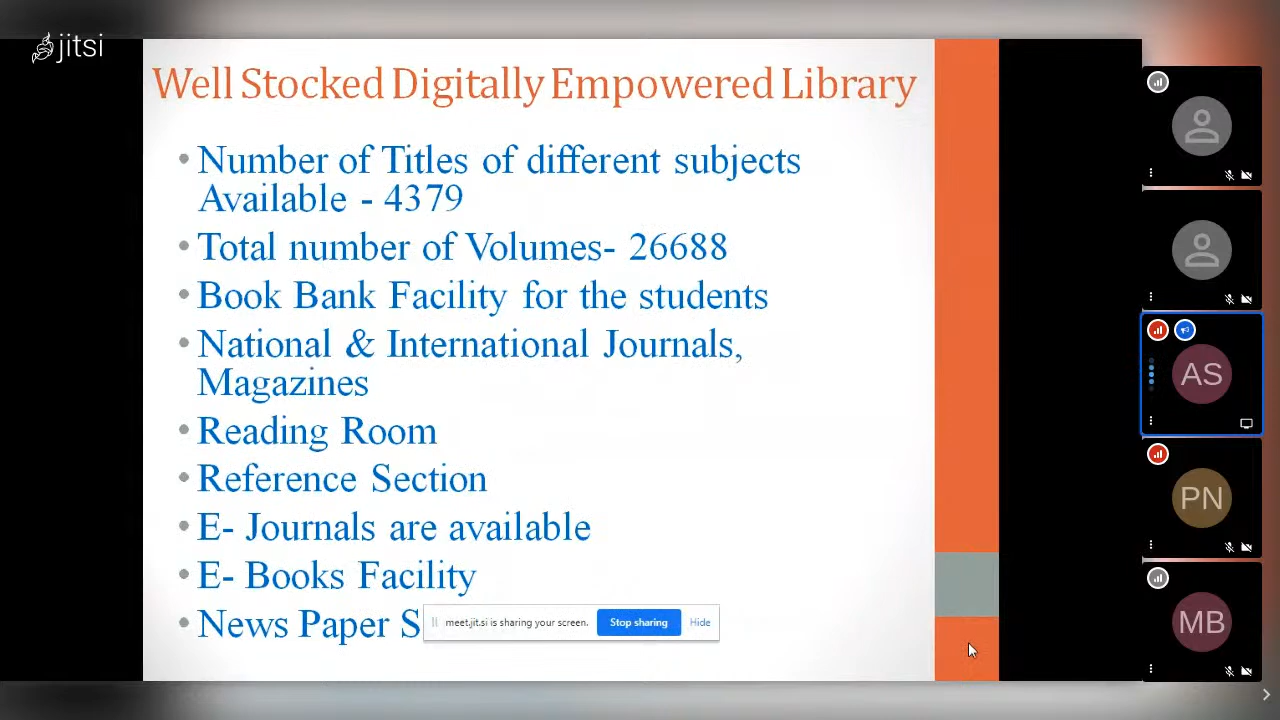 jitsi
Well Stocked Digitally Empowered Library
• Number of Titles of different subjects
Available - 4379
• Total number of Volumes- 26688
• Book Bank Facility for the students
• National & International Journals,
Magazines
• Reading Room
• Reference Section
• E- Journals are available
• E- Books Facility
• News Paper S
meet.jit.si is sharing your screen. Stop sharing Hide
AS
PN
MB